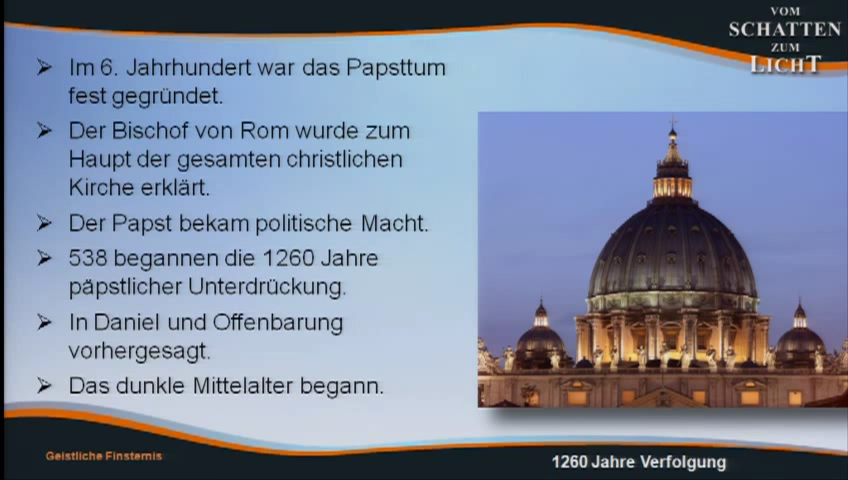 VOM
SCHATTEN
ZUM
LICHT
➢ Im 6. Jahrhundert war das Papsttum
fest gegründet.
➢ Der Bischof von Rom wurde zum
Haupt der gesamten christlichen
Kirche erklärt.
➢ Der Papst bekam politische Macht.
➢ 538 begannen die 1260 Jahre
päpstlicher Unterdrückung.
➢ In Daniel und Offenbarung
vorhergesagt.
➢ Das dunkle Mittelalter begann.
Geistliche Finsternis
1260 Jahre Verfolgung